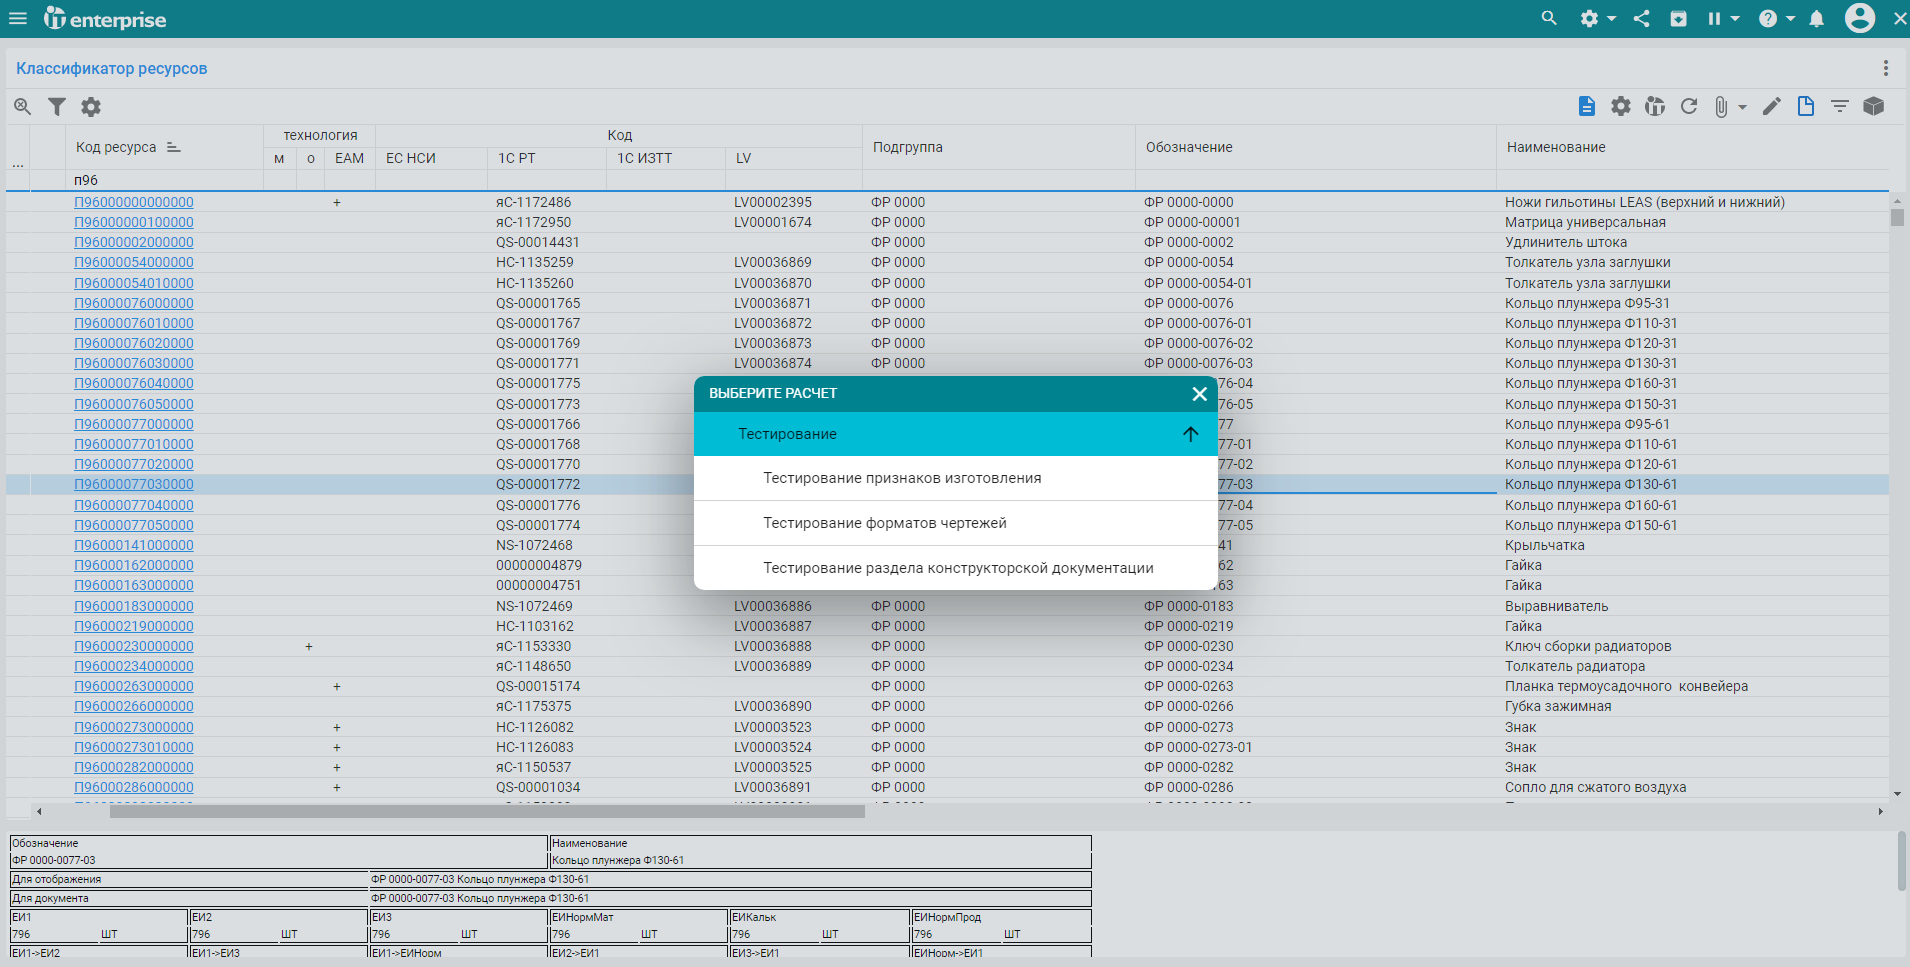 enterprise
Классификатор ресурсов
технология Код
Код ресурса Подгруппа Обозначение Наименование
... м о EAM ЕС НСИ 1С РТ 1С ИЗТТ LV
п96
П96000000000000 + яС-1172486 LV00002395 ФР 0000 ФР 0000-0000 Ножи гильотины LEAS (верхний и нижний)
П96000000100000 яС-1172950 LV00001674 ФР 0000 ФР 0000-00001 Матрица универсальная
П96000002000000 QS-00014431 ФР 0000 ФР 0000-0002 Удлинитель штока
П96000054000000 НС-1135259 LV00036869 ФР 0000 ФР 0000-0054 Толкатель узла заглушки
П96000054010000 НС-1135260 LV00036870 ФР 0000 ФР 0000-0054-01 Толкатель узла заглушки
П96000076000000 QS-00001765 LV00036871 ФР 0000 ФР 0000-0076 Кольцо плунжера Ф95-31
П96000076010000 QS-00001767 LV00036872 ФР 0000 ФР 0000-0076-01 Кольцо плунжера Ф110-31
П96000076020000 QS-00001769 LV00036873 ФР 0000 ФР 0000-0076-02 Кольцо плунжера Ф120-31
П96000076030000 QS-00001771 LV00036874 ФР 0000 ФР 0000-0076-03 Кольцо плунжера Ф130-31
П96000076040000 QS-00001775 76-04 Кольцо плунжера Ф160-31
П96000076050000 QS-00001773 76-05 Кольцо плунжера Ф150-31
П96000077000000 QS-00001766 77 Кольцо плунжера Ф95-61
П96000077010000 QS-00001768 77-01 Кольцо плунжера Ф110-61
П96000077020000 QS-00001770 77-02 Кольцо плунжера Ф120-61
П96000077030000 QS-00001772 77-03 Кольцо плунжера Ф130-61
П96000077040000 QS-00001776 77-04 Кольцо плунжера Ф160-61
П96000077050000 QS-00001774 77-05 Кольцо плунжера Ф150-61
П96000141000000 NS-1072468 41 Крыльчатка
П96000162000000 00000004879 62 Гайка
П96000163000000 00000004751 63 Гайка
П96000183000000 NS-1072469 LV00036886 ФР 0000 ФР 0000-0183 Выравниватель
П96000219000000 НС-1103162 LV00036887 ФР 0000 ФР 0000-0219 Гайка
П96000230000000 + яС-1153330 LV00036888 ФР 0000 ФР 0000-0230 Ключ сборки радиаторов
П96000234000000 яС-1148650 LV00036889 ФР 0000 ФР 0000-0234 Толкатель радиатора
П96000263000000 + QS-00015174 ФР 0000 ФР 0000-0263 Планка термоусадочного конвейера
П96000266000000 яС-1175375 LV00036890 ФР 0000 ФР 0000-0266 Губка зажимная
П96000273000000 + НС-1126082 LV00003523 ФР 0000 ФР 0000-0273 Знак
П96000273010000 + НС-1126083 LV00003524 ФР 0000 ФР 0000-0273-01 Знак
П96000282000000 + яС-1150537 LV00003525 ФР 0000 ФР 0000-0282 Знак
П96000286000000 + QS-00001034 LV00036891 ФР 0000 ФР 0000-0286 Сопло для сжатого воздуха
ВЫБЕРИТЕ РАСЧЕТ
Тестирование
Тестирование признаков изготовления
Тестирование форматов чертежей
Тестирование раздела конструкторской документации
Обозначение Наименование
ФР 0000-0077-03 Кольцо плунжера Ф130-61
Для отображения ФР 0000-0077-03 Кольцо плунжера Ф130-61
Для документа ФР 0000-0077-03 Кольцо плунжера Ф130-61
ЕИ1 ЕИ2 ЕИ3 ЕИНормМат ЕИКальк ЕИНормПрод
796 ШТ 796 ШТ 796 ШТ 796 ШТ 796 ШТ 796 ШТ
ЕИ1->ЕИ2 ЕИ1->ЕИ3 ЕИ1->ЕИНорм ЕИ2->ЕИ1 ЕИ3->ЕИ1 ЕИНорм->ЕИ1